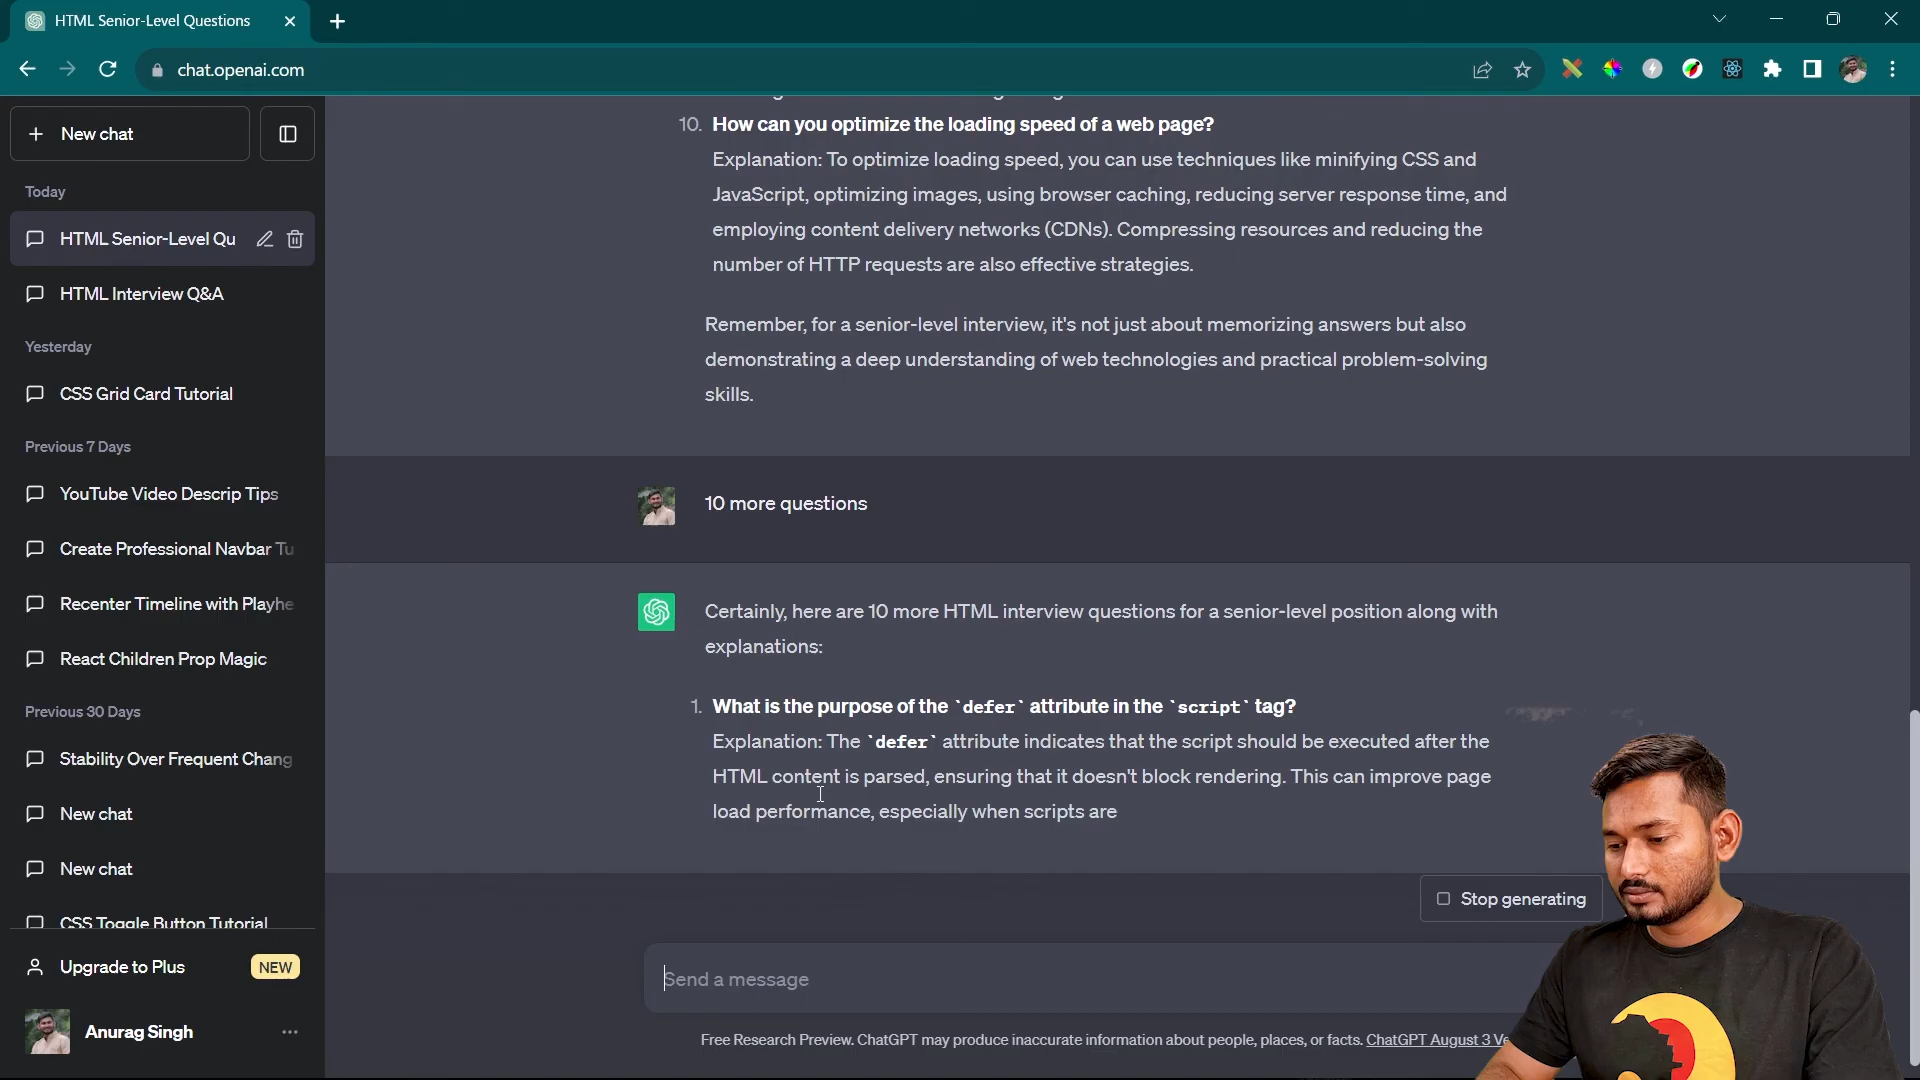 HTML Senior-Level Questions
chat.openai.com
New chat
Today
HTML Senior-Level Qu
HTML Interview Q&A
Yesterday
CSS Grid Card Tutorial
Previous 7 Days
YouTube Video Descrip Tips
Create Professional Navbar Tu
Recenter Timeline with Playhe
React Children Prop Magic
Previous 30 Days
Stability Over Frequent Chang
New chat
New chat
CSS Toggle Button Tutorial
Upgrade to Plus NEW
Anurag Singh
10. How can you optimize the loading speed of a web page?
Explanation: To optimize loading speed, you can use techniques like minifying CSS and
JavaScript, optimizing images, using browser caching, reducing server response time, and
employing content delivery networks (CDNs). Compressing resources and reducing the
number of HTTP requests are also effective strategies.
Remember, for a senior-level interview, it's not just about memorizing answers but also
demonstrating a deep understanding of web technologies and practical problem-solving
skills.
10 more questions
Certainly, here are 10 more HTML interview questions for a senior-level position along with
explanations:
1. What is the purpose of the `defer` attribute in the `script` tag?
Explanation: The `defer` attribute indicates that the script should be executed after the
HTML content is parsed, ensuring that it doesn't block rendering. This can improve page
load performance, especially when scripts are
Stop generating
Send a message
Free Research Preview. ChatGPT may produce inaccurate information about people, places, or facts. ChatGPT August 3 Ve